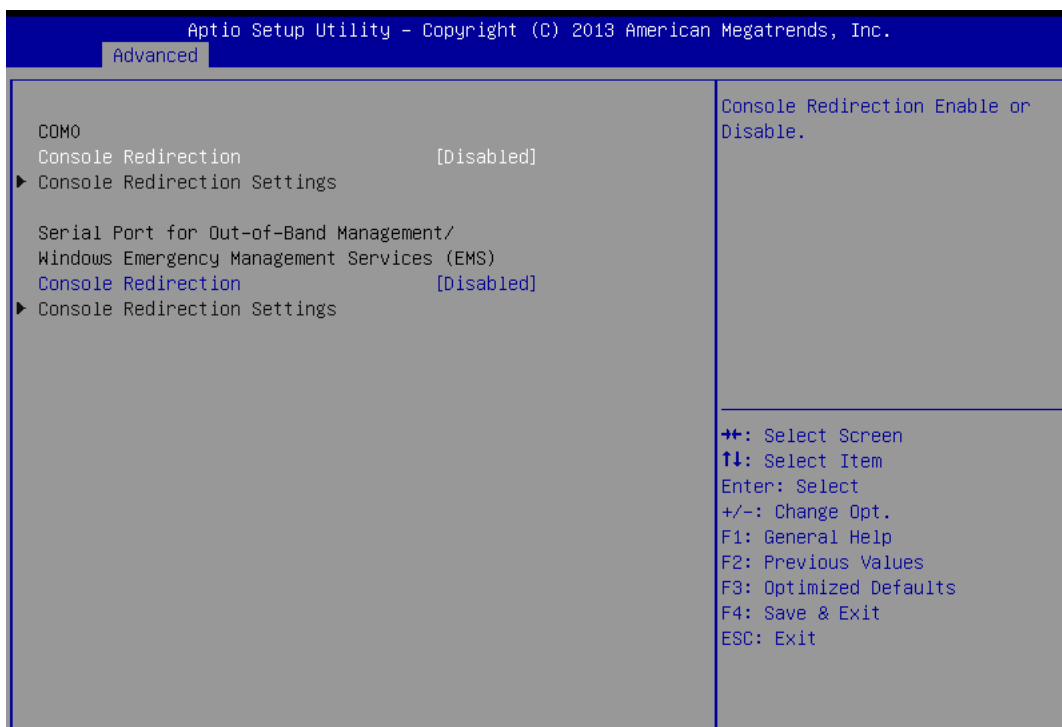 Aptio Setup Utility – Copyright (C) 2013 American Megatrends, Inc.
Advanced
COM0
Console Redirection [Disabled]
▶ Console Redirection Settings
Serial Port for Out-of-Band Management/
Windows Emergency Management Services (EMS)
Console Redirection [Disabled]
▶ Console Redirection Settings
Console Redirection Enable or
Disable.
→←: Select Screen
↑↓: Select Item
Enter: Select
+/-: Change Opt.
F1: General Help
F2: Previous Values
F3: Optimized Defaults
F4: Save & Exit
ESC: Exit